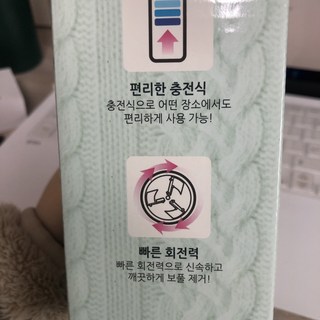 편리한 충전식
충전식으로 어떤 장소에서도
편리하게 사용 가능!
빠른 회전력
빠른 회전력으로 신속하고
깨끗하게 보풀 제거!